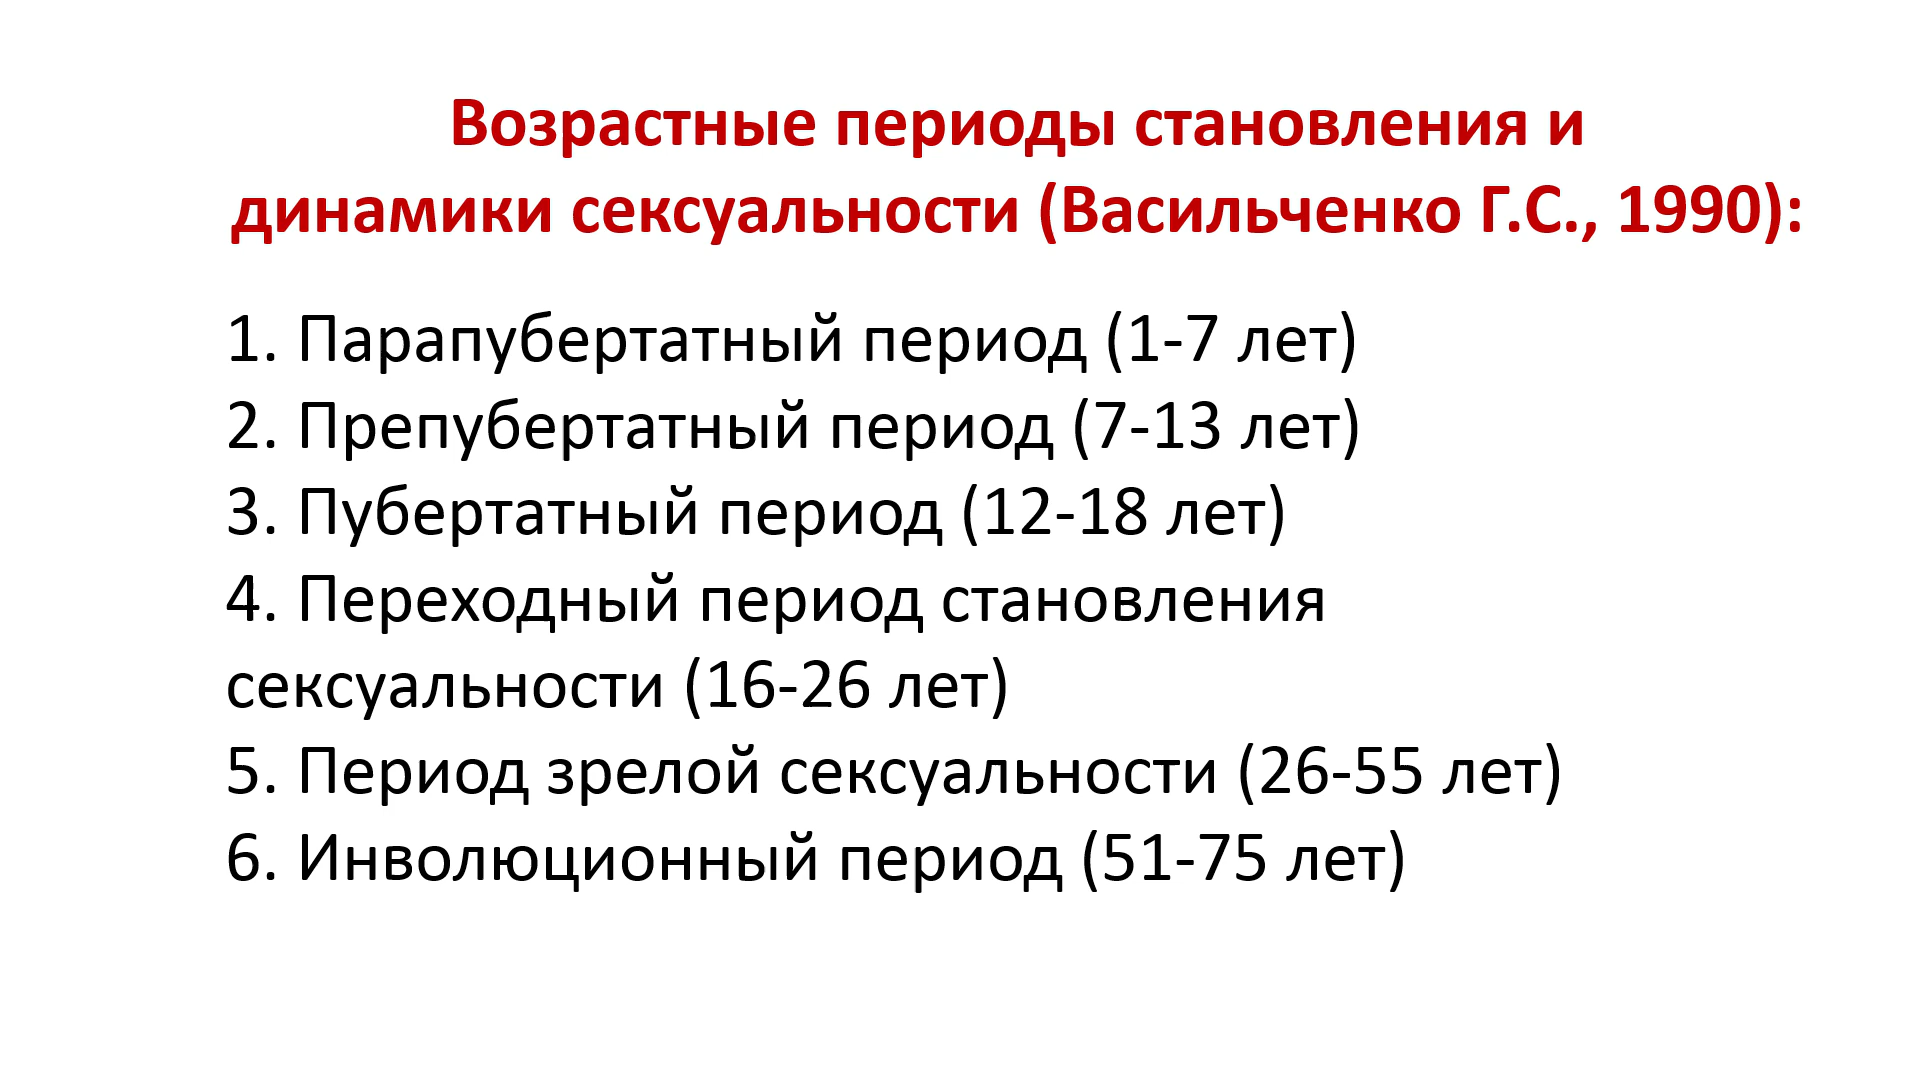 Возрастные периоды становления и
динамики сексуальности (Васильченко Г.С., 1990):
1. Парапубертатный период (1-7 лет)
2. Препубертатный период (7-13 лет)
3. Пубертатный период (12-18 лет)
4. Переходный период становления
сексуальности (16-26 лет)
5. Период зрелой сексуальности (26-55 лет)
6. Инволюционный период (51-75 лет)